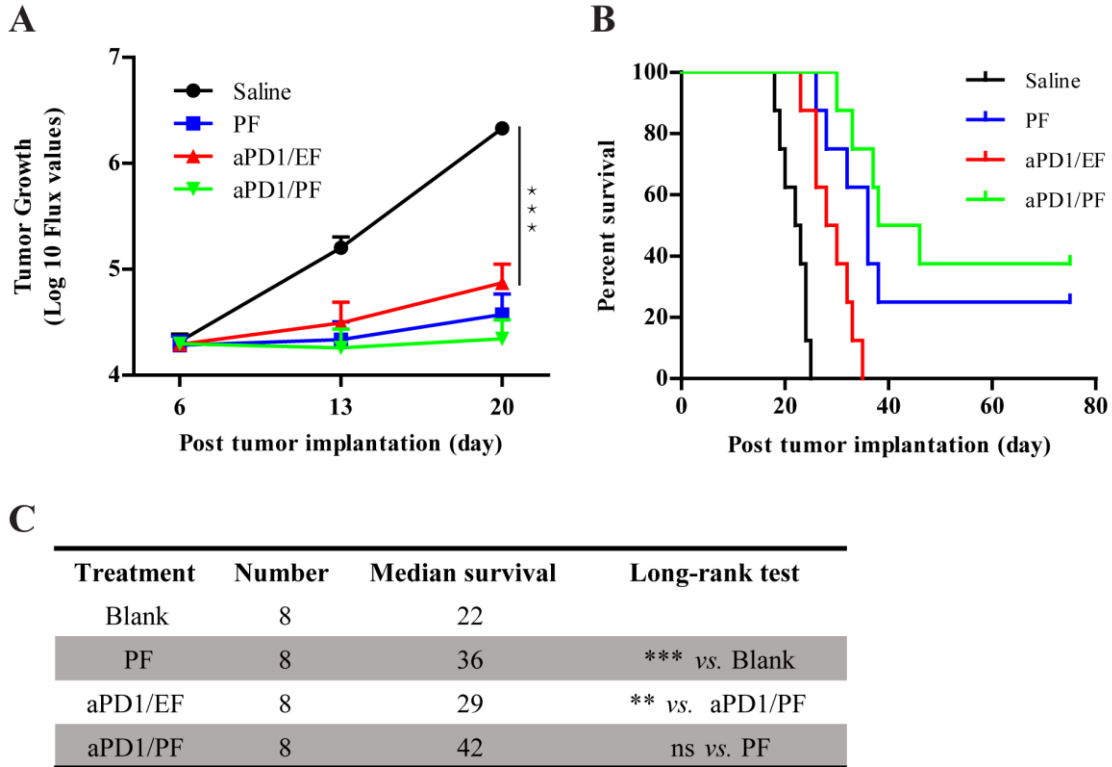 A
Tumor Growth
(Log 10 Flux values)
7
6
5
4
Saline
PF
aPD1/EF
aPD1/PF
***
6 13 20
Post tumor implantation (day)
B
Percent survival
100
80
60
40
20
0
Saline
PF
aPD1/EF
aPD1/PF
0 20 40 60 80
Post tumor implantation (day)
C
Treatment Number Median survival Long-rank test
Blank 8 22
PF 8 36 *** vs. Blank
aPD1/EF 8 29 ** vs. aPD1/PF
aPD1/PF 8 42 ns vs. PF